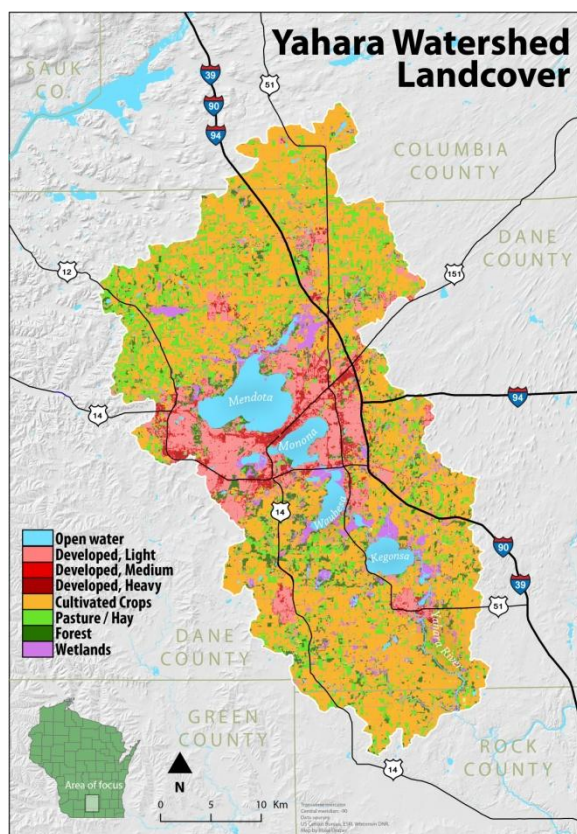 Yahara Watershed
Landcover
SAUK
CO.
39
90
94
51
COLUMBIA
COUNTY
DANE
COUNTY
12
151
14
94
Mendota
Monona
14
Waubesa
Kegonsa
90
39
51
Yahara River
Open water
Developed, Light
Developed, Medium
Developed, Heavy
Cultivated Crops
Pasture / Hay
Forest
Wetlands
DANE
COUNTY
GREEN
COUNTY
ROCK
COUNTY
14
Area of focus
N
0 5 10 Km